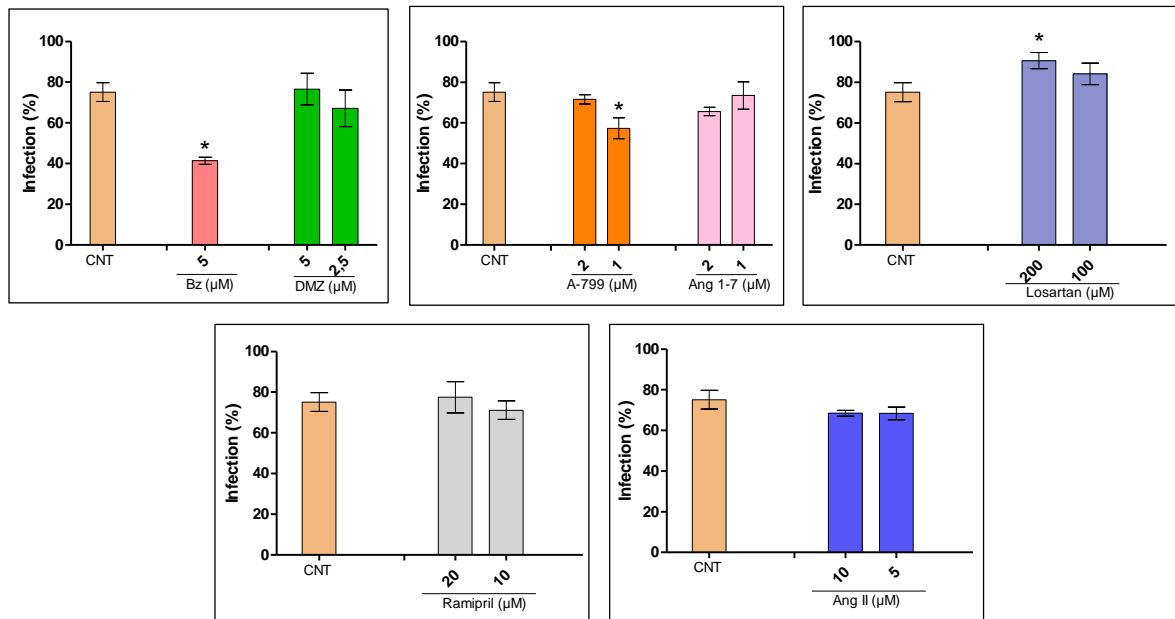 Infection (%)
100
80
60
40
20
0
*
CNT
5
Bz (µM)
5
2,5
DMZ (µM)
Infection (%)
100
80
60
40
20
0
*
CNT
2
1
A-799 (µM)
2
1
Ang 1-7 (µM)
Infection (%)
100
80
60
40
20
0
*
CNT
200
100
Losartan (µM)
Infection (%)
100
80
60
40
20
0
CNT
20
10
Ramipril (µM)
Infection (%)
100
80
60
40
20
0
CNT
10
5
Ang II (µM)